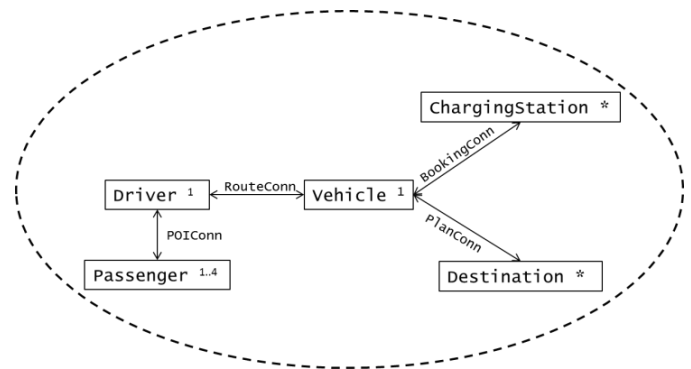 ChargingStation *
BookingConn
Driver 1
RouteConn
Vehicle 1
POIConn
PlanConn
Passenger 1..4
Destination *